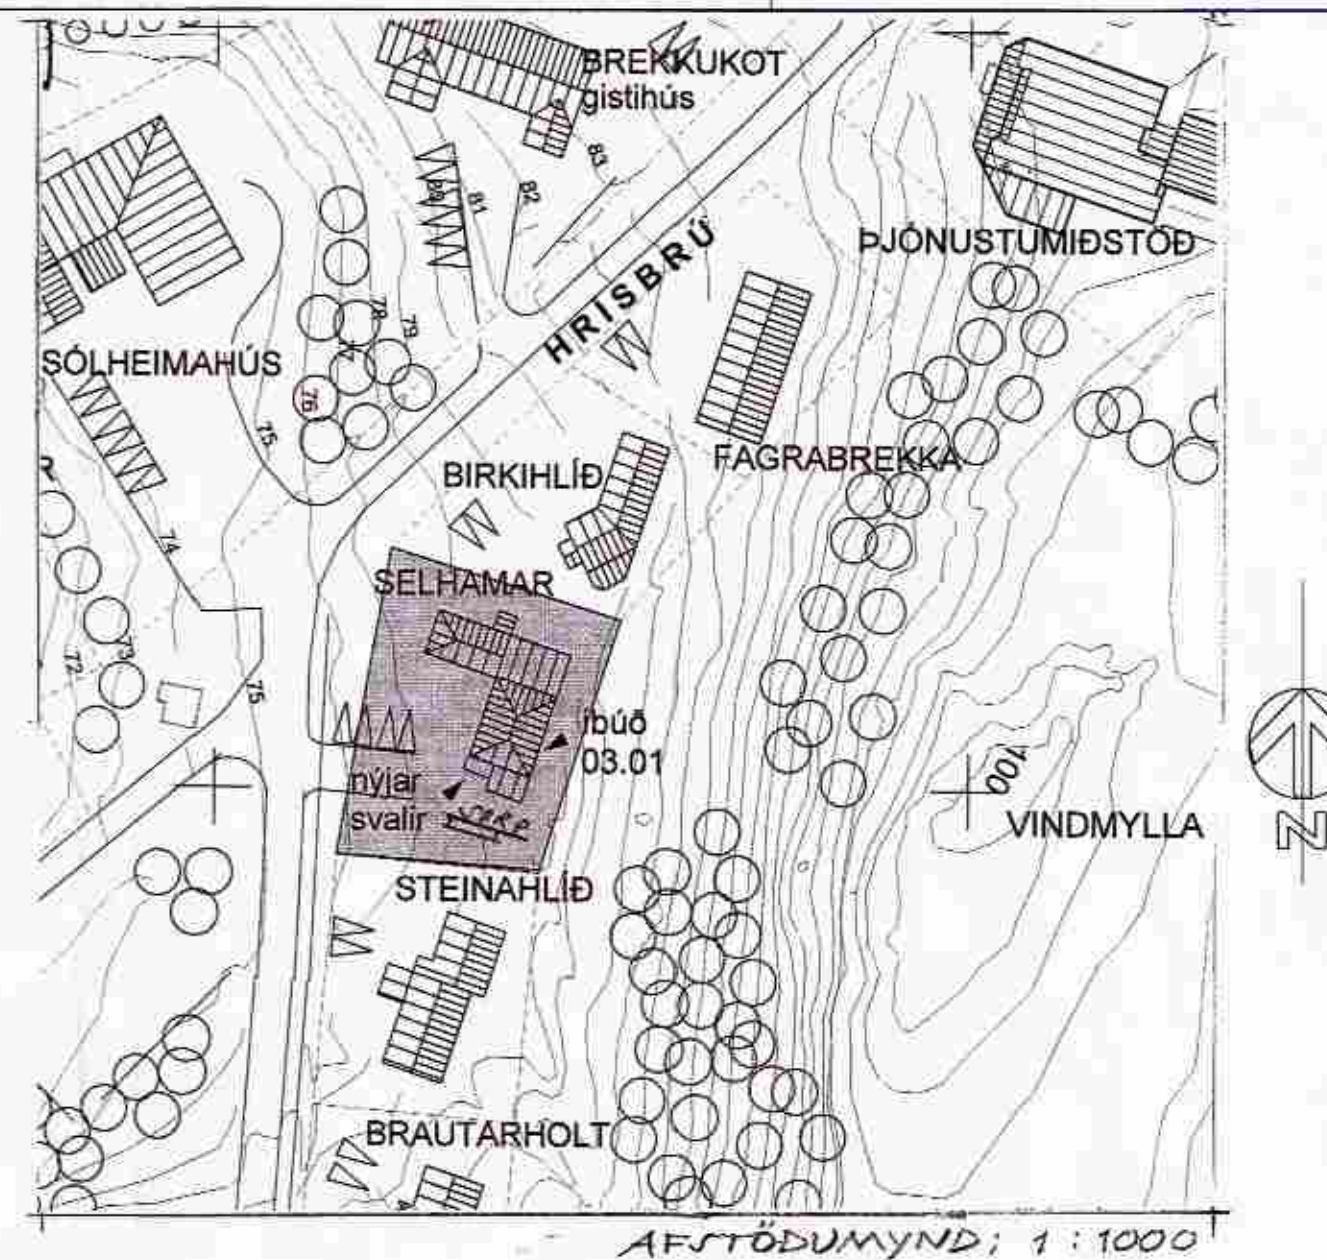 BREKKUKOT
gistihús
83
82
81
80
ÞJÓNUSTUMIÐSTÖÐ
HRISBRÚ
78
79
77
SÓLHEIMAHÚS
76
75
FAGRABREKKA
BIRKIHLÍÐ
R
74
SELHAMAR
73
72
75
íbúð
03.01
nýjar
svalir
SORP
100
VINDMYLLA
N
STEINAHLÍÐ
BRAUTARHOLT
AFSTÖÐUMYND: 1:1000